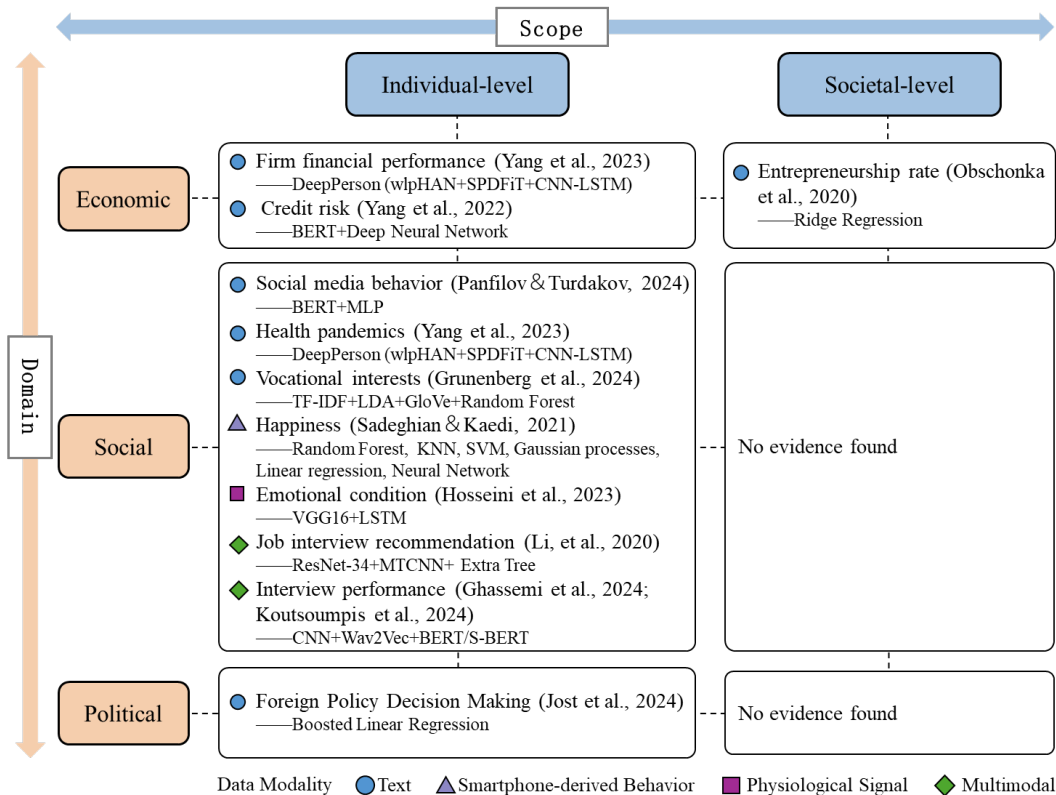 Scope
Individual-level
Societal-level
Domain
Economic
Firm financial performance (Yang et al., 2023)
——DeepPerson (wlpHAN+SPDFiT+CNN-LSTM)
Credit risk (Yang et al., 2022)
——BERT+Deep Neural Network
Entrepreneurship rate (Obschonka
et al., 2020)
——Ridge Regression
Social
Social media behavior (Panfilov＆Turdakov, 2024)
——BERT+MLP
Health pandemics (Yang et al., 2023)
——DeepPerson (wlpHAN+SPDFiT+CNN-LSTM)
Vocational interests (Grunenberg et al., 2024)
——TF-IDF+LDA+GloVe+Random Forest
Happiness (Sadeghian＆Kaedi, 2021)
——Random Forest, KNN, SVM, Gaussian processes,
Linear regression, Neural Network
Emotional condition (Hosseini et al., 2023)
——VGG16+LSTM
Job interview recommendation (Li, et al., 2020)
——ResNet-34+MTCNN+ Extra Tree
Interview performance (Ghassemi et al., 2024;
Koutsoumpis et al., 2024)
——CNN+Wav2Vec+BERT/S-BERT
No evidence found
Political
Foreign Policy Decision Making (Jost et al., 2024)
——Boosted Linear Regression
No evidence found
Data Modality Text Smartphone-derived Behavior Physiological Signal Multimodal